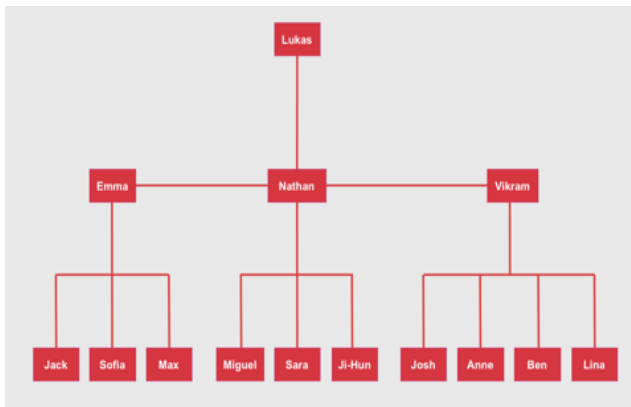 Lukas
Emma Nathan Vikram
Jack Sofia Max Miguel Sara Ji-Hun Josh Anne Ben Lina